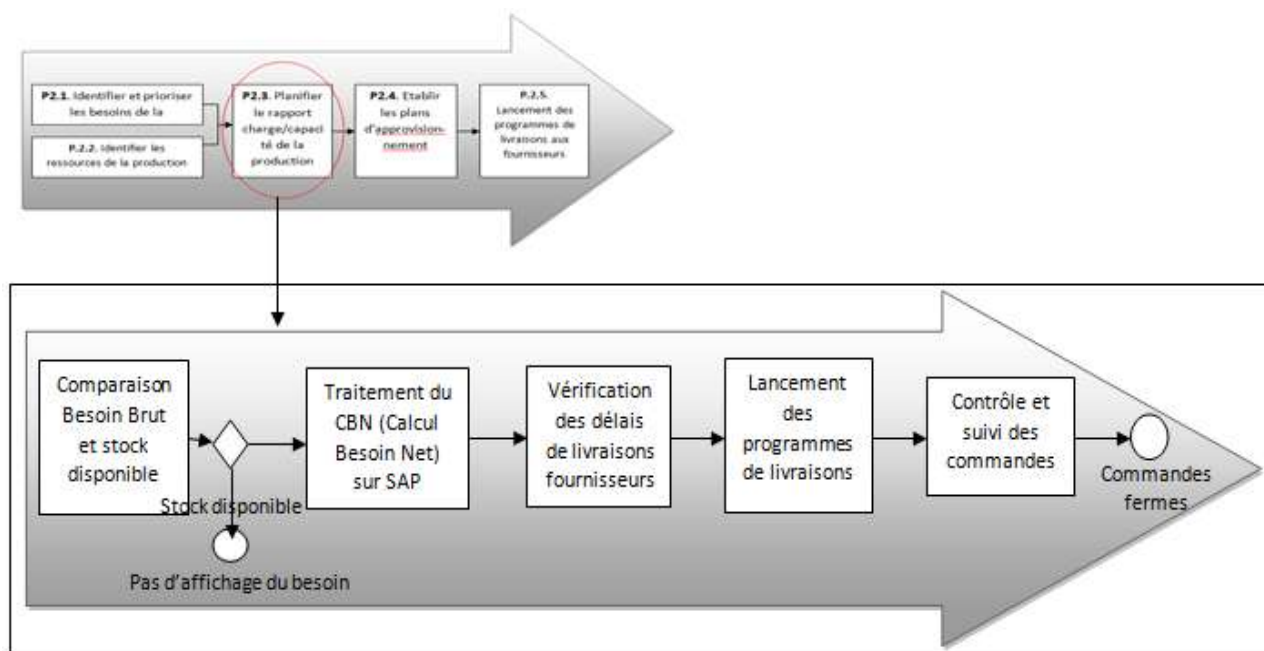 P2.1. Identifier et prioriser
les besoins de la
P.2.2. Identifier les
ressources de la production
P2.3. Planifier
le rapport
charge/capaci
té de la
production
P2.4. Etablir
les plans
d'approvision-
nement
P.2.5.
Lancement des
programmes de
livraisons aux
fournisseurs
Comparaison
Besoin Brut
et stock
disponible
Stock disponible
Pas d'affichage du besoin
Traitement du
CBN (Calcul
Besoin Net)
sur SAP
Vérification
des délais
de livraisons
fournisseurs
Lancement
des
programmes
de livraisons
Contrôle et
suivi des
commandes
Commandes
fermes